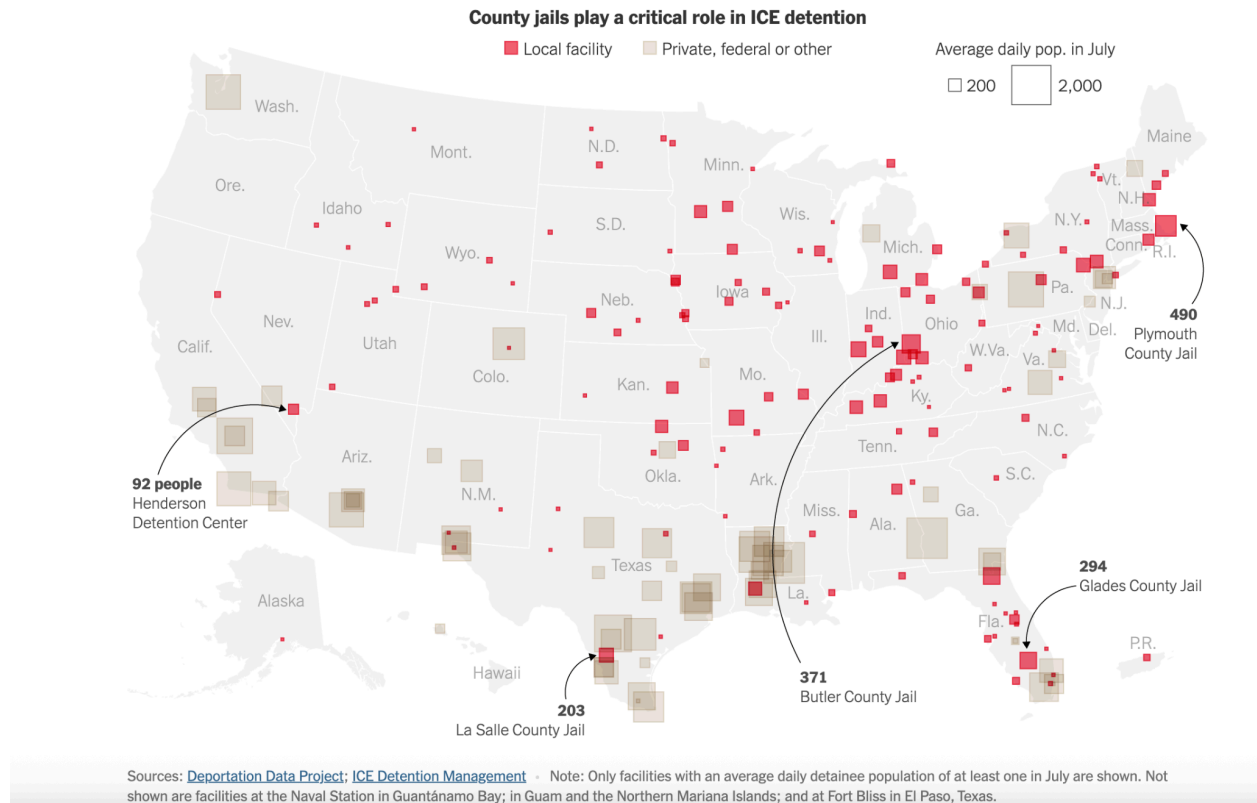 County jails play a critical role in ICE detention
Local facility
Private, federal or other
Average daily pop. in July
200
2,000
Wash.
Mont.
N.D.
Minn.
Maine
Ore.
Idaho
S.D.
Wis.
Vt.
N.H.
Wyo.
Mich.
N.Y.
Mass.
Conn.
R.I.
Nev.
Neb.
Iowa
Ill.
Ind.
Ohio
Pa.
N.J.
Calif.
Utah
Colo.
Kan.
Mo.
W.Va.
Md.
Del.
Va.
Ky.
490
Plymouth
County Jail
Ariz.
N.M.
Okla.
Ark.
Tenn.
N.C.
S.C.
92 people
Henderson
Detention Center
Texas
La.
Miss.
Ala.
Ga.
Fla.
294
Glades County Jail
Alaska
Hawaii
P.R.
203
La Salle County Jail
371
Butler County Jail
Sources: Deportation Data Project; ICE Detention Management • Note: Only facilities with an average daily detainee population of at least one in July are shown. Not
shown are facilities at the Naval Station in Guantánamo Bay; in Guam and the Northern Mariana Islands; and at Fort Bliss in El Paso, Texas.